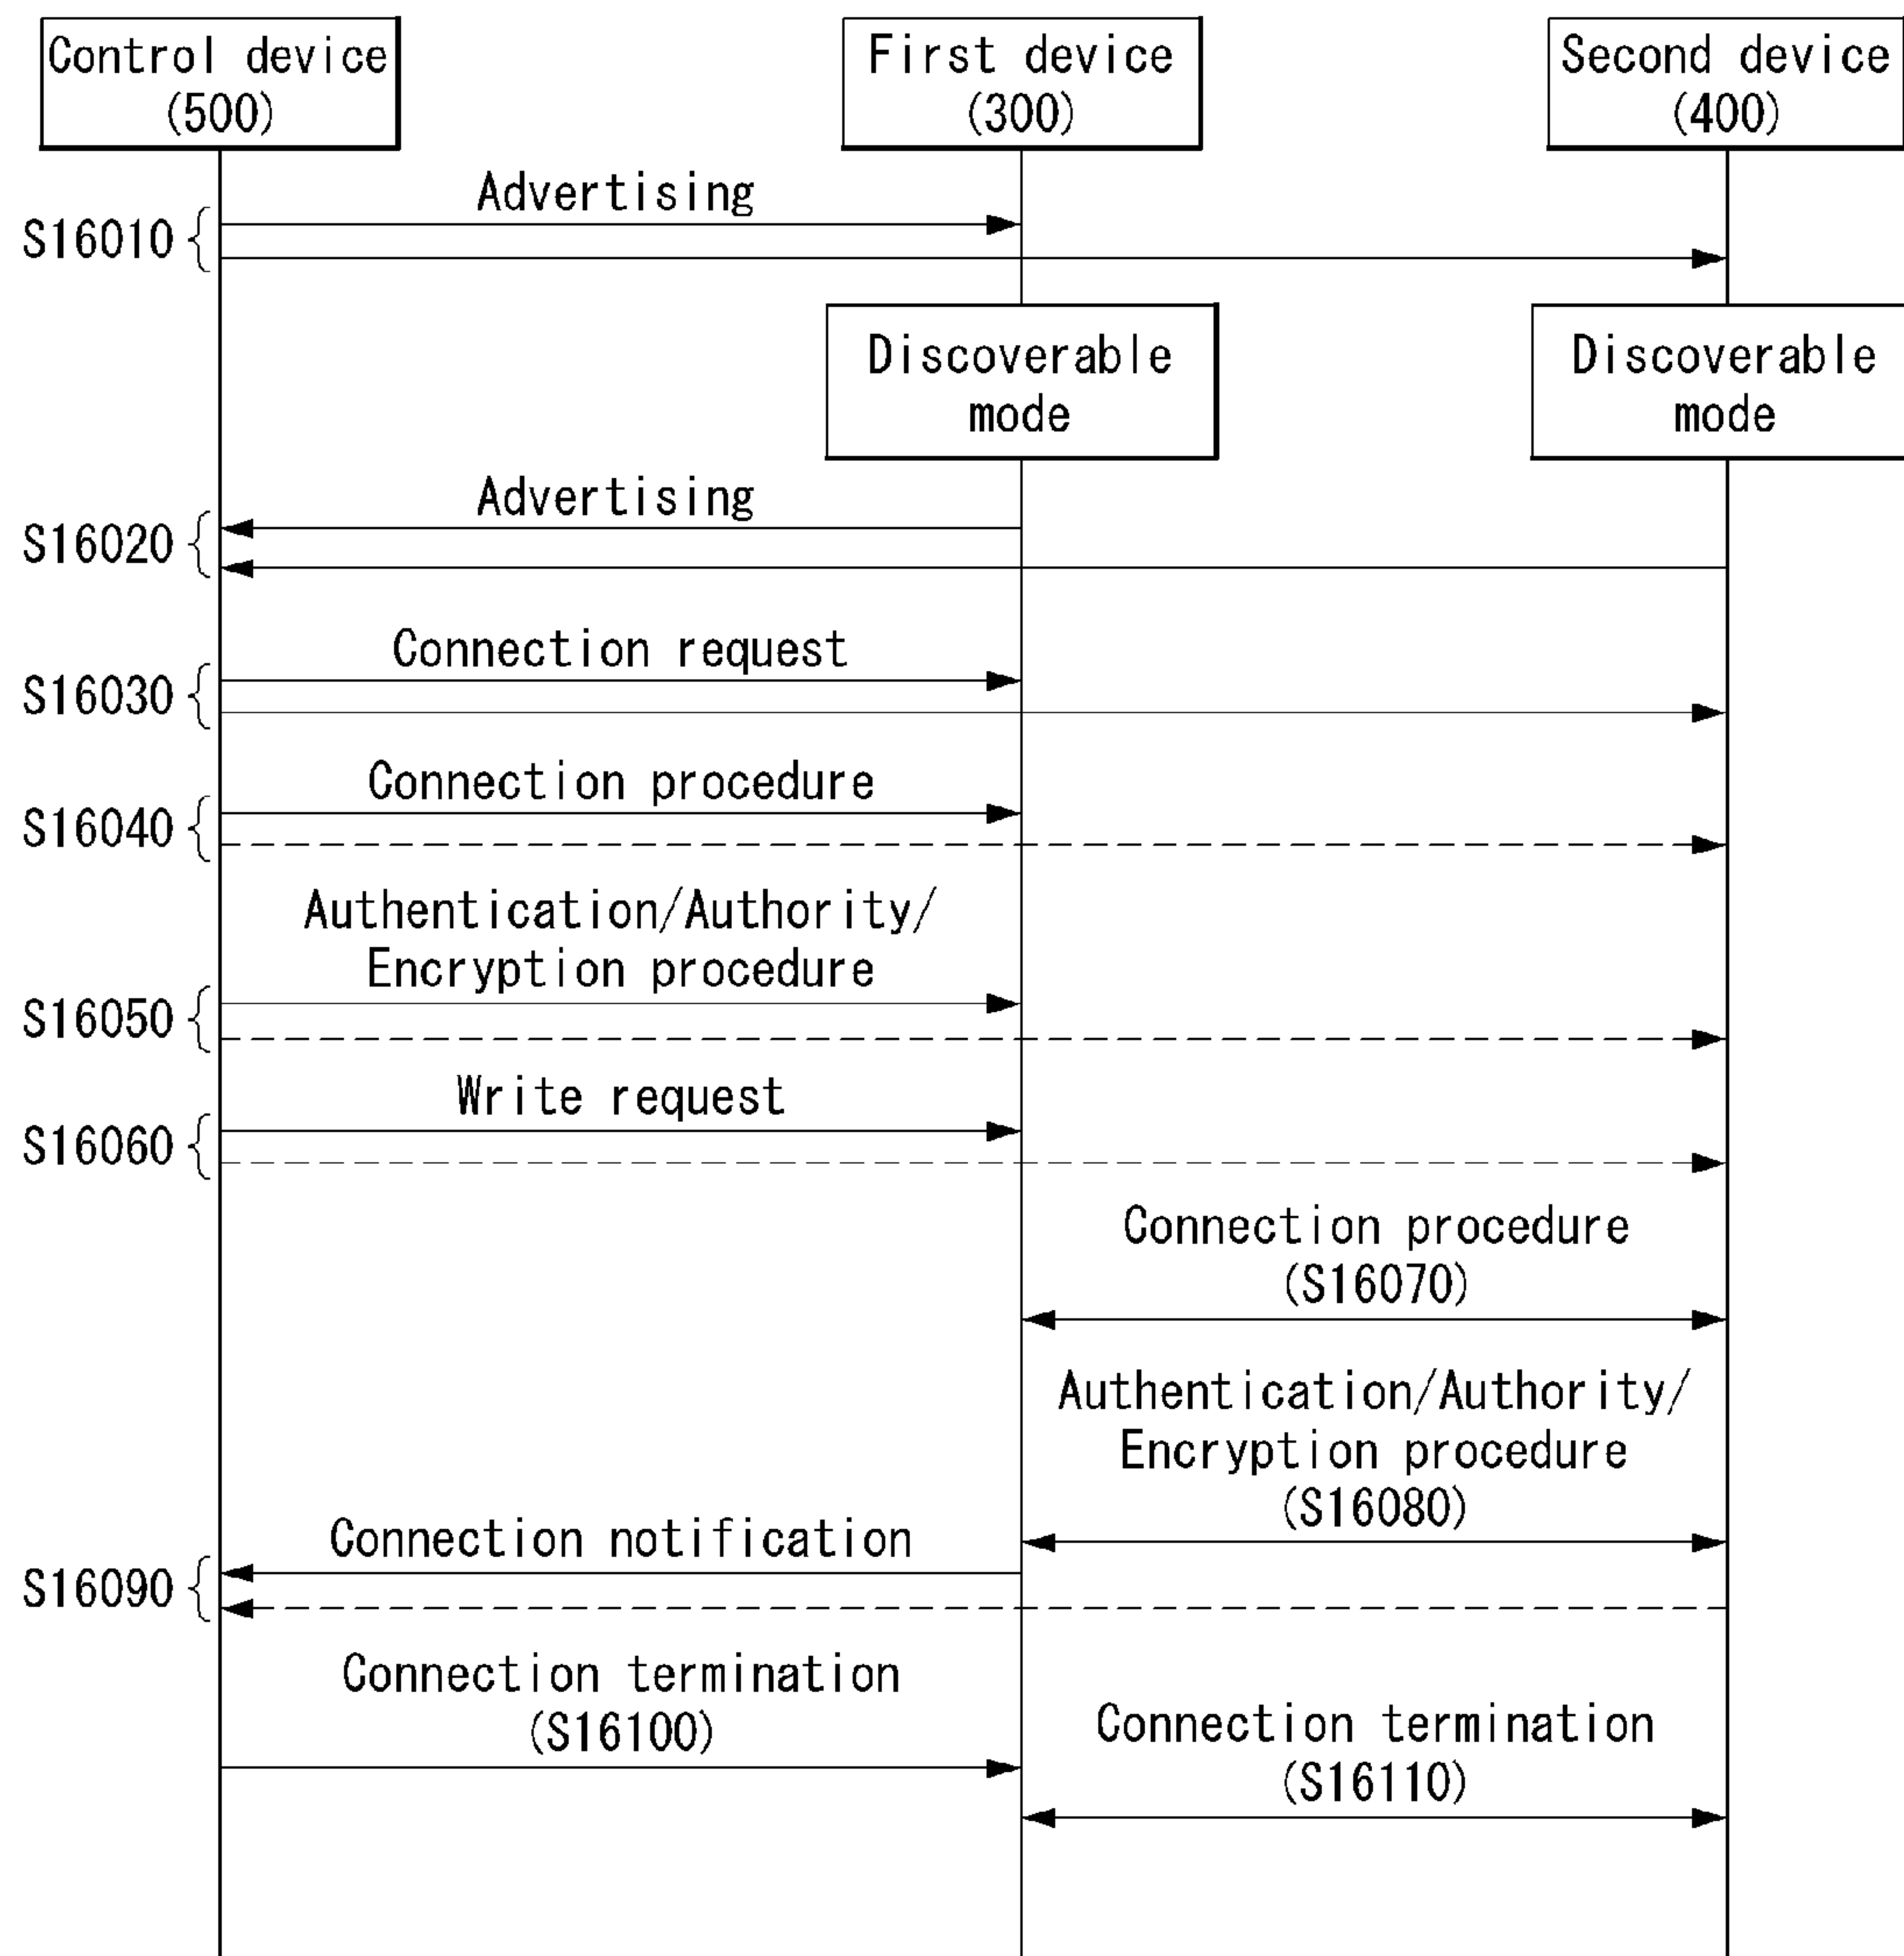 Control device
(500)
First device
(300)
Second device
(400)
Advertising
S16010
Discoverable
mode
Discoverable
mode
Advertising
S16020
Connection request
S16030
Connection procedure
S16040
Authentication/Authority/
Encryption procedure
S16050
Write request
S16060
Connection procedure
(S16070)
Authentication/Authority/
Encryption procedure
(S16080)
Connection notification
S16090
Connection termination
(S16100)
Connection termination
(S16110)